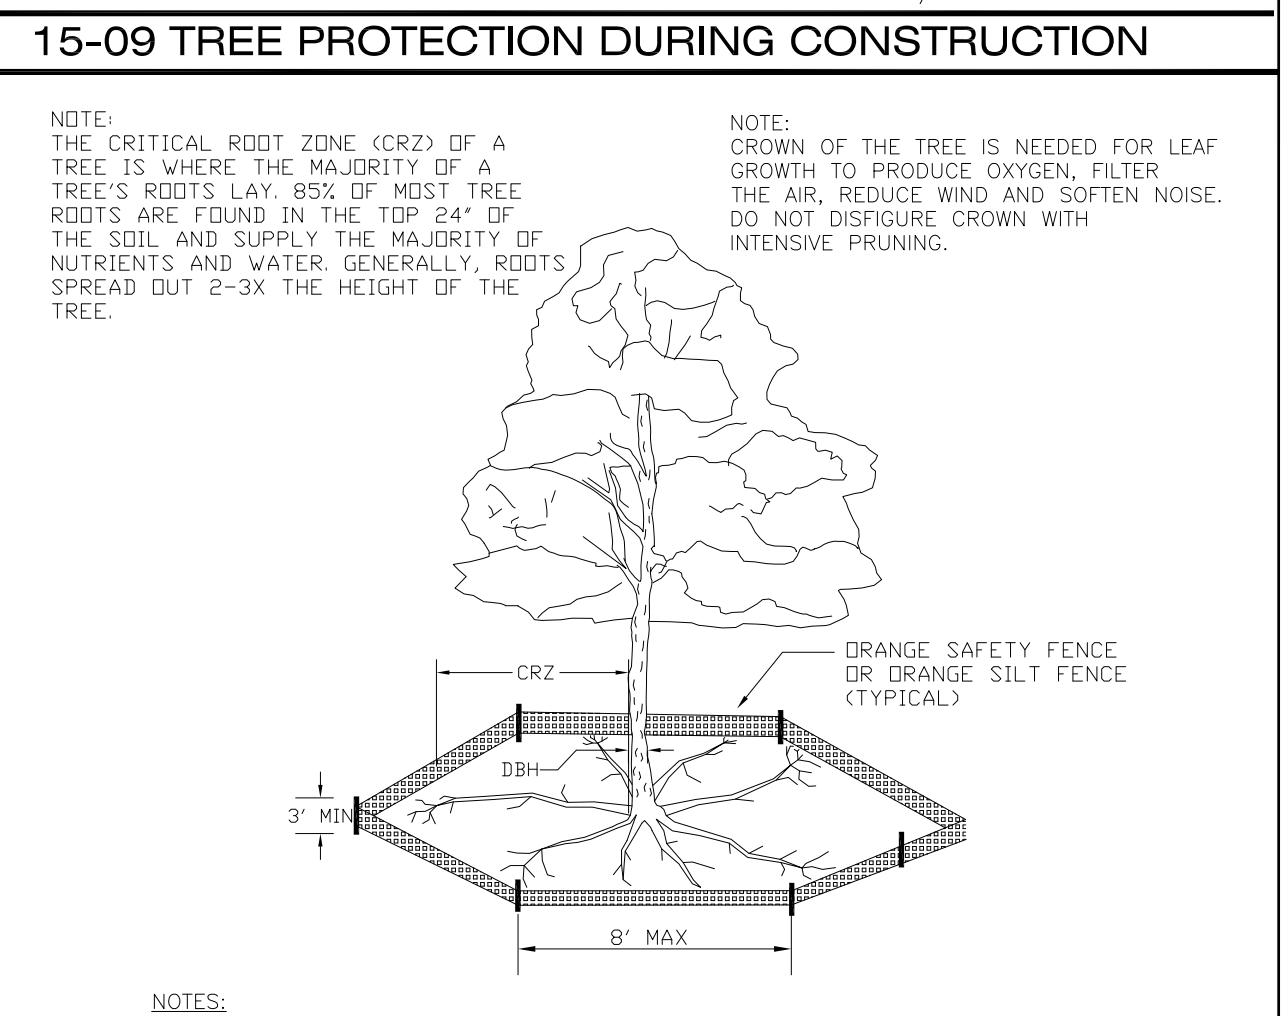 15-09 TREE PROTECTION DURING CONSTRUCTION
NOTE:
THE CRITICAL ROOT ZONE (CRZ) OF A
TREE IS WHERE THE MAJORITY OF A
TREE'S ROOTS LAY. 85% OF MOST TREE
ROOTS ARE FOUND IN THE TOP 24" OF
THE SOIL AND SUPPLY THE MAJORITY OF
NUTRIENTS AND WATER. GENERALLY, ROOTS
SPREAD OUT 2-3X THE HEIGHT OF THE
TREE.
NOTE:
CROWN OF THE TREE IS NEEDED FOR LEAF
GROWTH TO PRODUCE OXYGEN, FILTER
THE AIR, REDUCE WIND AND SOFTEN NOISE.
DO NOT DISFIGURE CROWN WITH
INTENSIVE PRUNING.
ORANGE SAFETY FENCE
OR ORANGE SILT FENCE
(TYPICAL)
CRZ
DBH
3' MIN
8' MAX
NOTES: